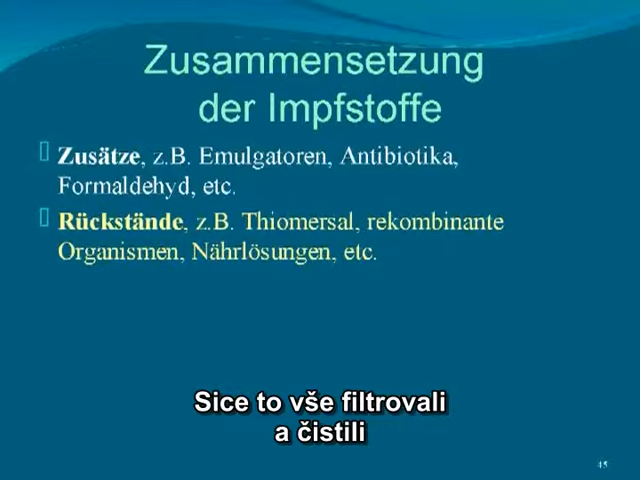 Zusammensetzung
der Impfstoffe
Zusätze, z.B. Emulgatoren, Antibiotika,
Formaldehyd, etc.
Rückstände, z.B. Thiomersal, rekombinante
Organismen, Nährlösungen, etc.
Sice to vše filtrovali
a čistili
45